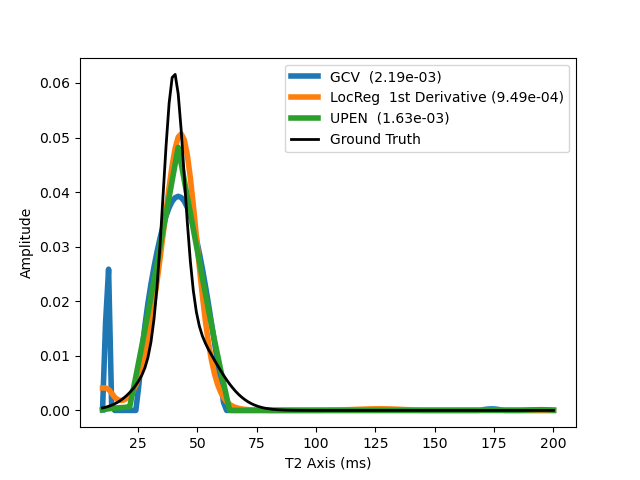 GCV  (2.19e-03)
LocReg  1st Derivative (9.49e-04)
UPEN  (1.63e-03)
Ground Truth
Amplitude
0.06
0.05
0.04
0.03
0.02
0.01
0.00
25 50 75 100 125 150 175 200
T2 Axis (ms)